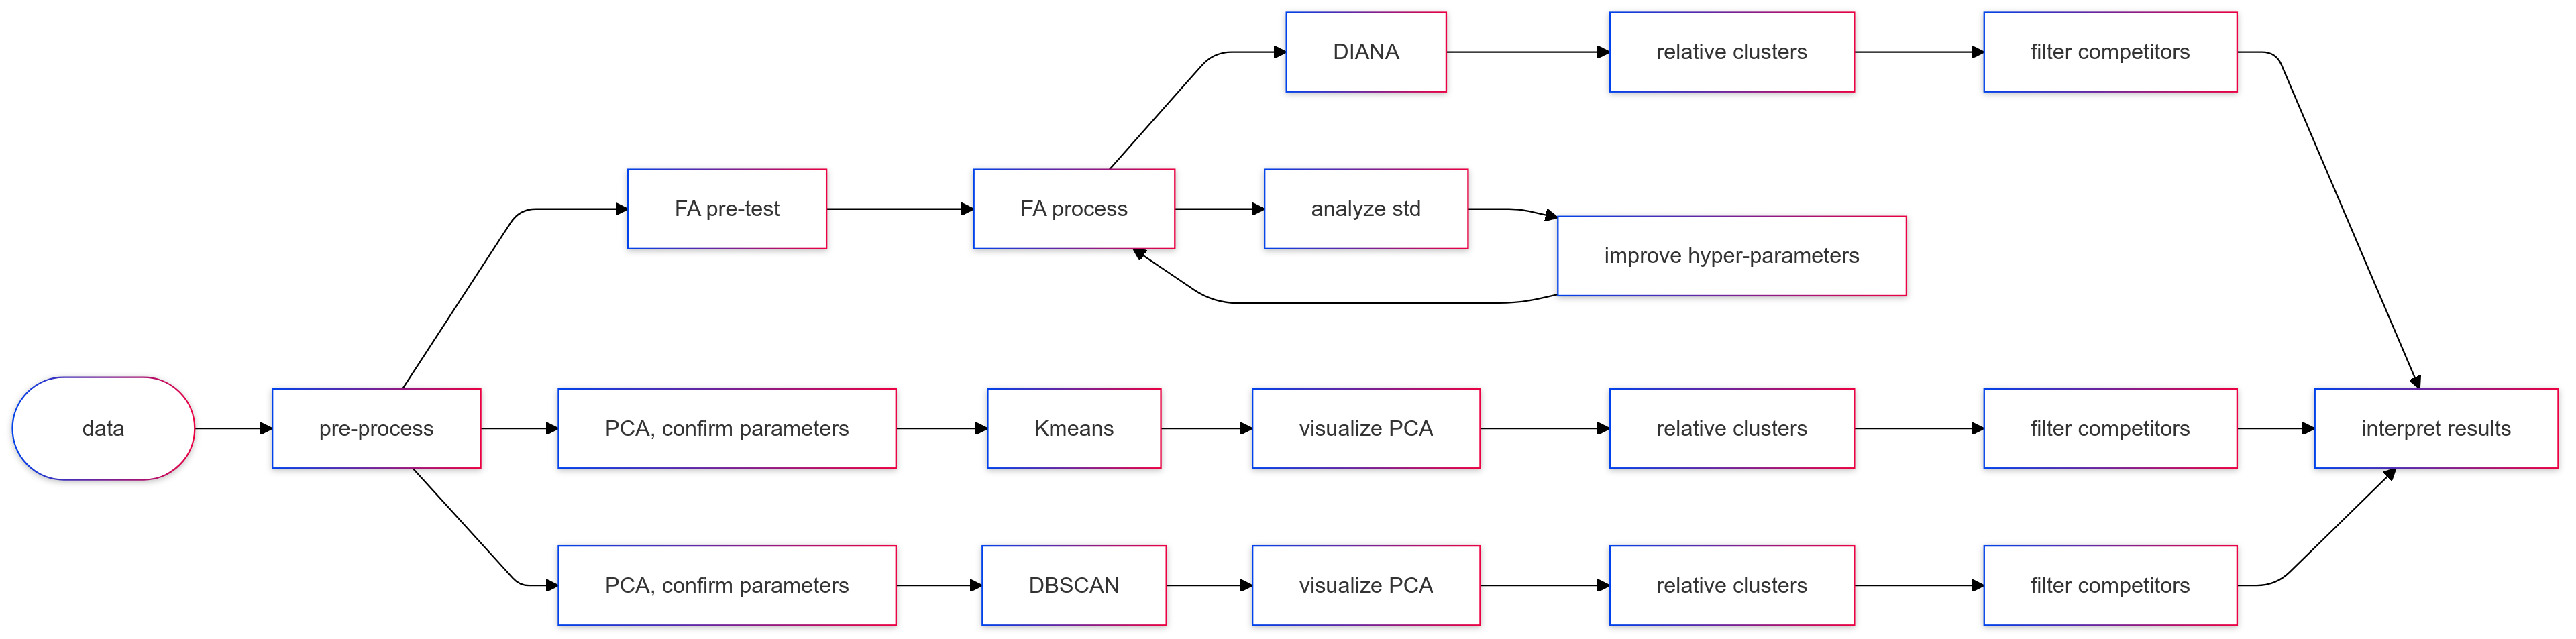 DIANA
relative clusters
filter competitors
FA pre-test
FA process
analyze std
improve hyper-parameters
data
pre-process
PCA, confirm parameters
Kmeans
visualize PCA
relative clusters
filter competitors
interpret results
PCA, confirm parameters
DBSCAN
visualize PCA
relative clusters
filter competitors